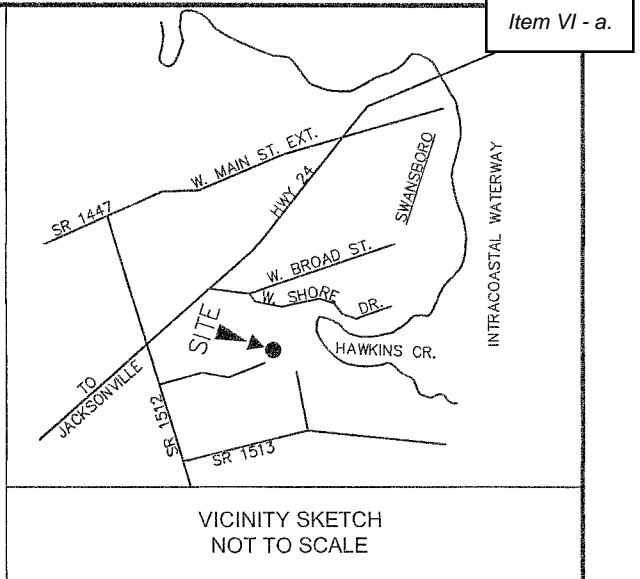 Item VI - a.
W. MAIN ST. EXT.
HWY 24
SWANSBORO
SR 1447
INTRACOASTAL WATERWAY
W. BROAD ST.
W. SHORE DR.
SITE
HAWKINS CR.
TO
JACKSONVILLE
SR 1512
SR 1513
VICINITY SKETCH
NOT TO SCALE